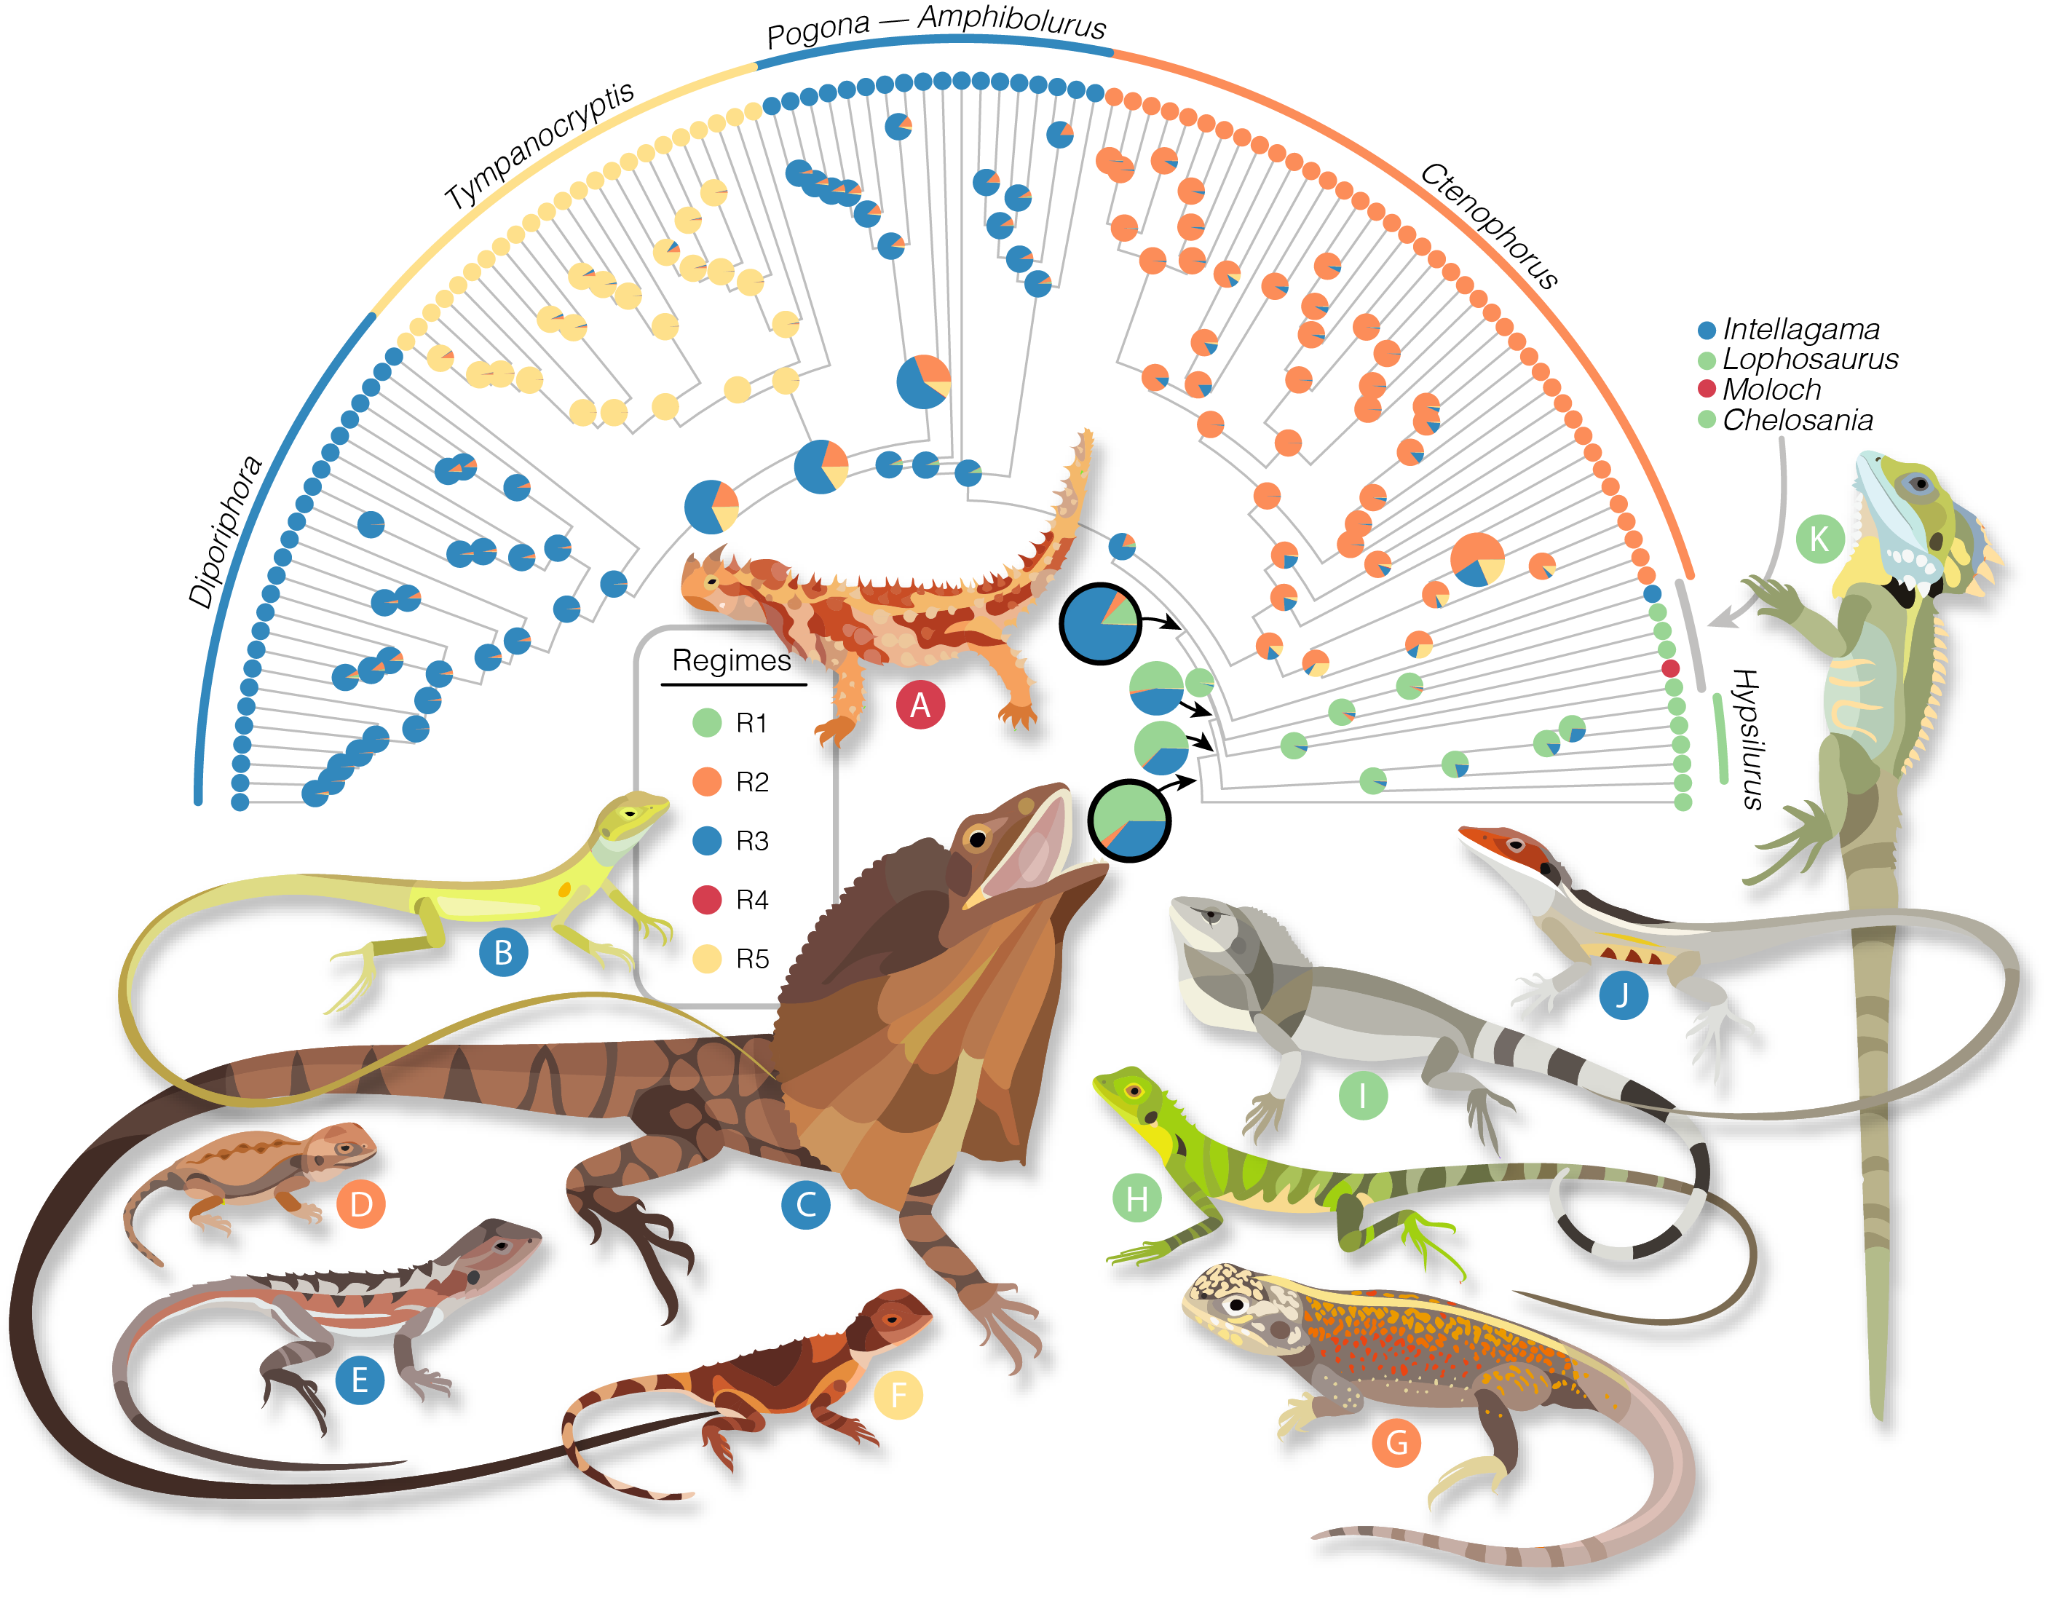 Pogona — Amphibolurus
Tympanocryptis
Ctenophorus
Diporiphora
Intellagama
Lophosaurus
Moloch
Chelosania
Hypsilurus
K
Regimes
R1
R2
R3
R4
R5
A
B
J
I
C
H
D
E
F
G